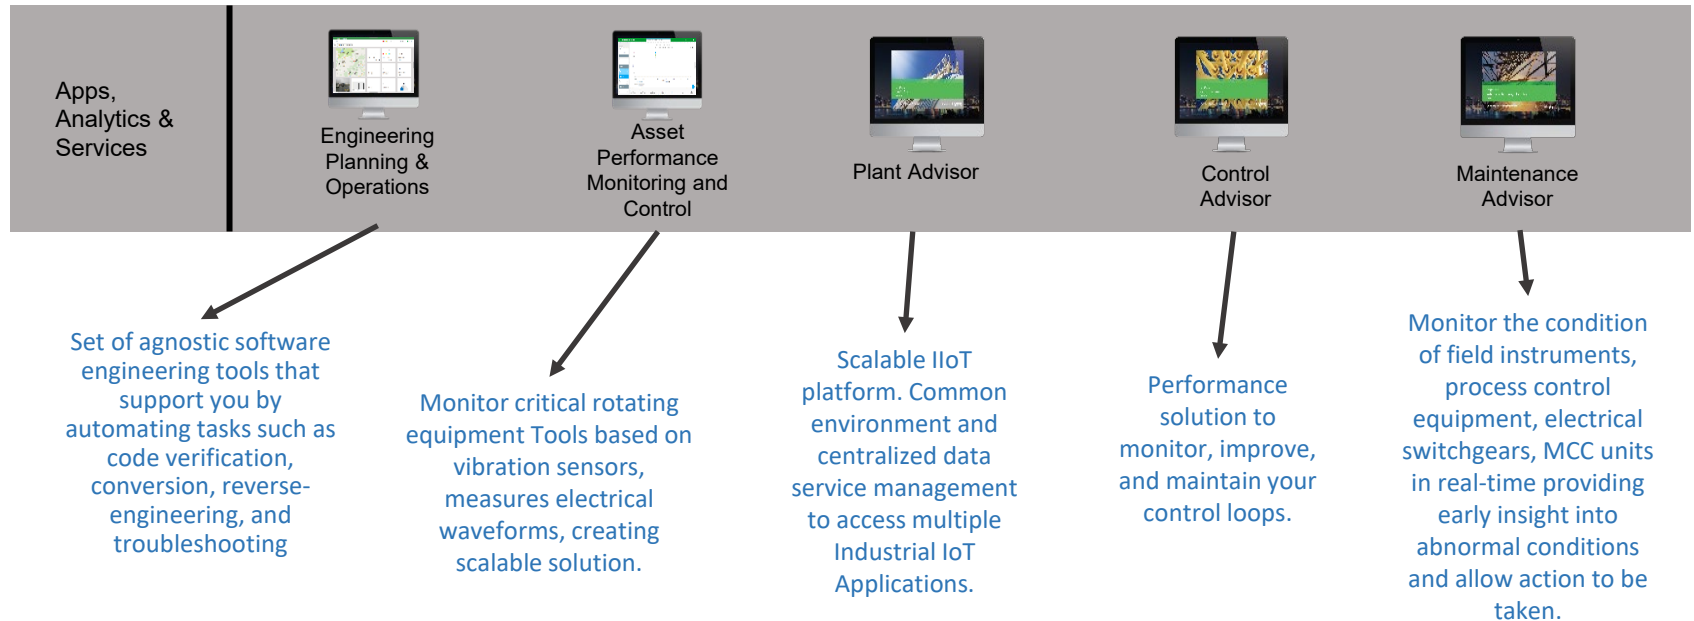 Apps,
Analytics &
Services
Engineering
Planning &
Operations
Asset
Performance
Monitoring and
Control
Plant Advisor
Control
Advisor
Maintenance
Advisor
Set of agnostic software
engineering tools that
support you by
automating tasks such as
code verification,
conversion, reverse-
engineering, and
troubleshooting
Monitor critical rotating
equipment Tools based on
vibration sensors,
measures electrical
waveforms, creating
scalable solution.
Scalable IIoT
platform. Common
environment and
centralized data
service management
to access multiple
Industrial IoT
Applications.
Performance
solution to
monitor, improve,
and maintain your
control loops.
Monitor the condition
of field instruments,
process control
equipment, electrical
switchgears, MCC units
in real-time providing
early insight into
abnormal conditions
and allow action to be
taken.